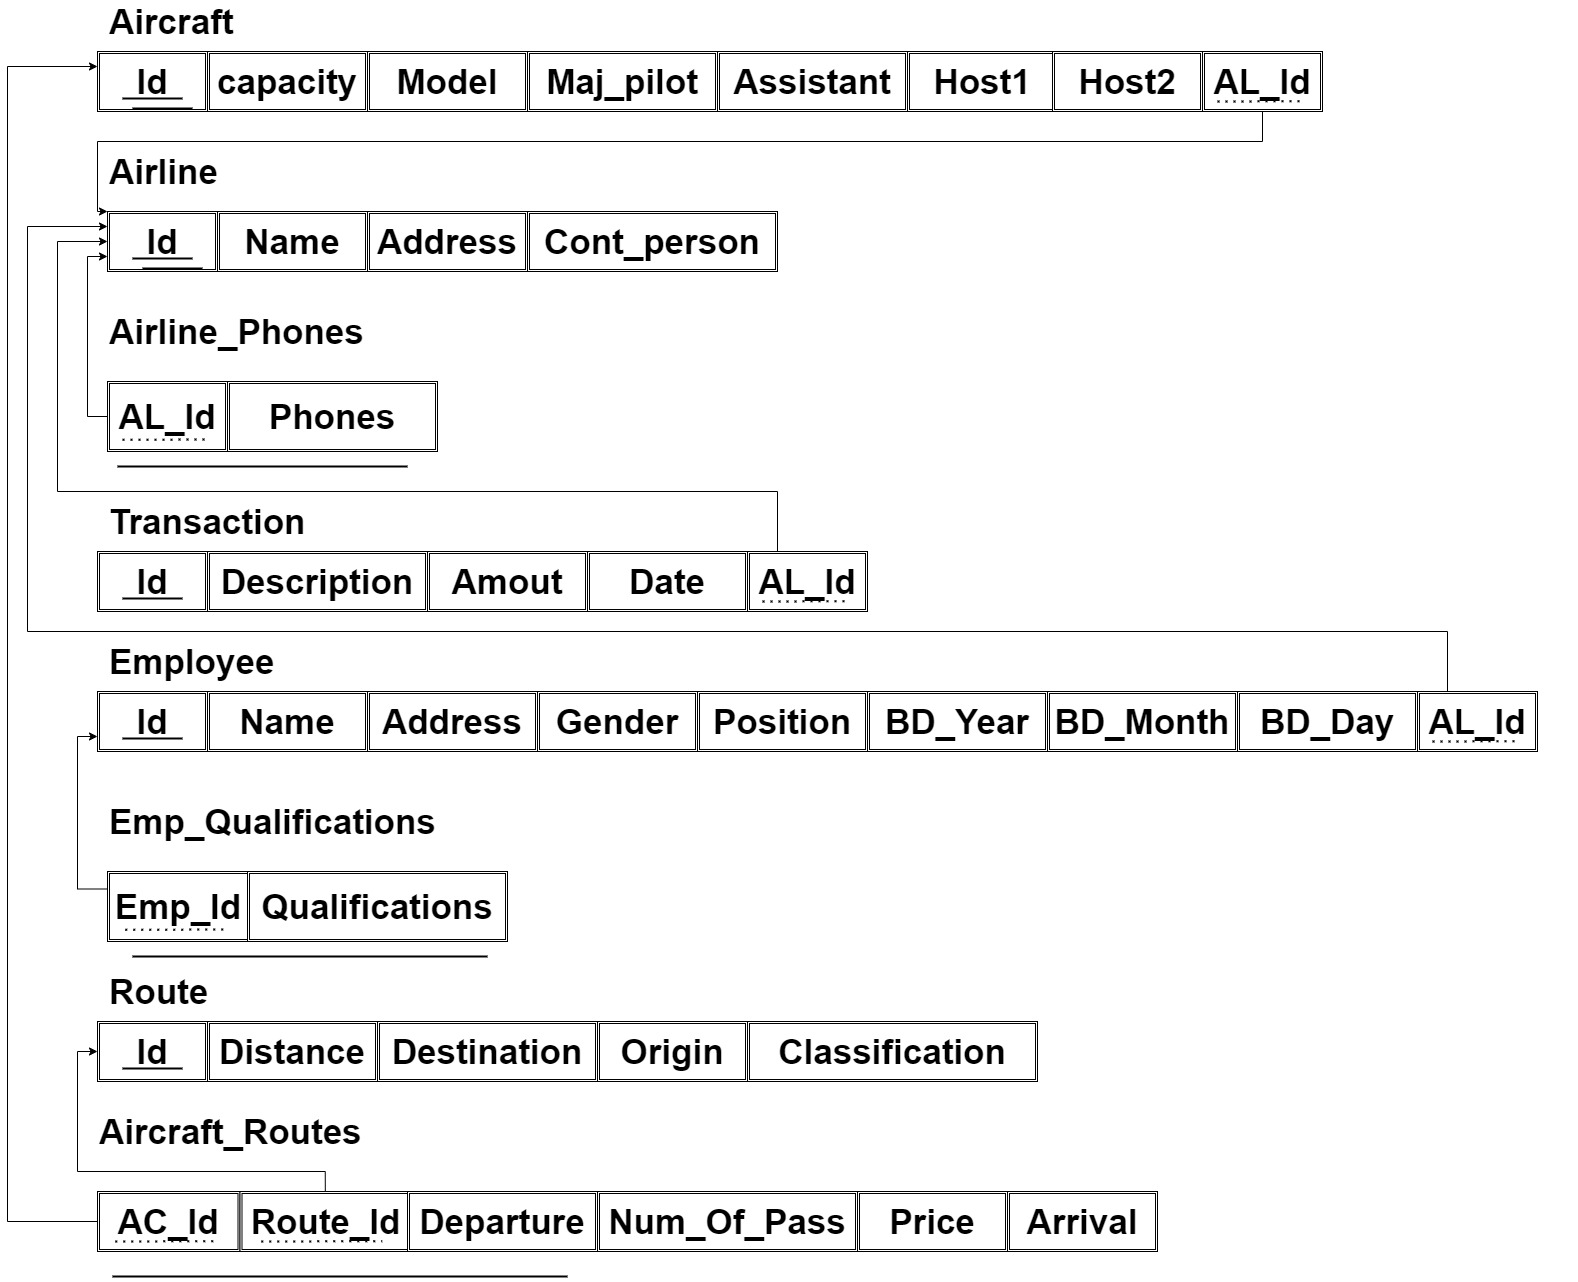 Aircraft
Id capacity Model Maj_pilot Assistant Host1 Host2 AL_Id
Airline
Id Name Address Cont_person
Airline_Phones
AL_Id Phones
Transaction
Id Description Amout Date AL_Id
Employee
Id Name Address Gender Position BD_Year BD_Month BD_Day AL_Id
Emp_Qualifications
Emp_Id Qualifications
Route
Id Distance Destination Origin Classification
Aircraft_Routes
AC_Id Route_Id Departure Num_Of_Pass Price Arrival